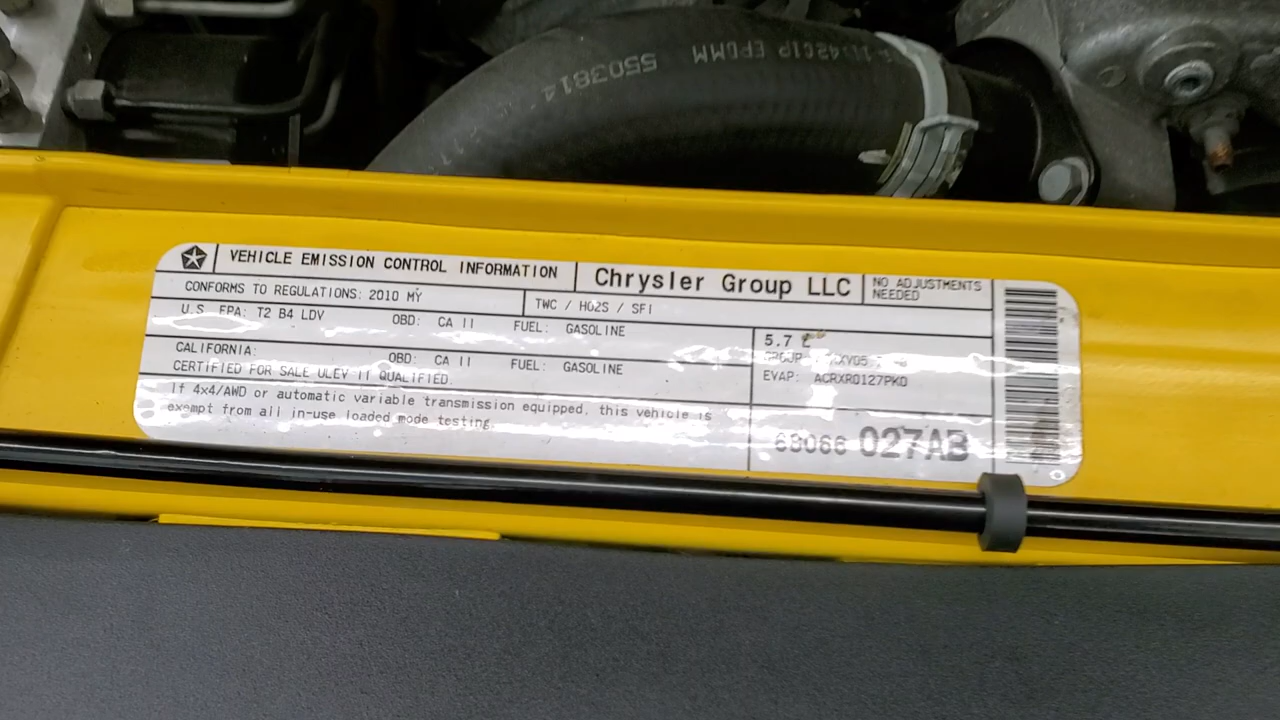 5503814 EPDMM
VEHICLE EMISSION CONTROL INFORMATION
Chrysler Group LLC
NO ADJUSTMENTS
NEEDED
CONFORMS TO REGULATIONS: 2010 MY
TWC / HO2S / SFI
U.S. EPA: T2 B4 LDV OBD: CA II FUEL: GASOLINE
CALIFORNIA: OBD: CA II FUEL: GASOLINE
CERTIFIED FOR SALE ULEV II QUALIFIED.
If 4x4/AWD or automatic variable transmission equipped, this vehicle is
exempt from all in-use loaded mode testing.
5.7 L
GROUP:
EVAP: ACRXR0127PK0
68066 027AB